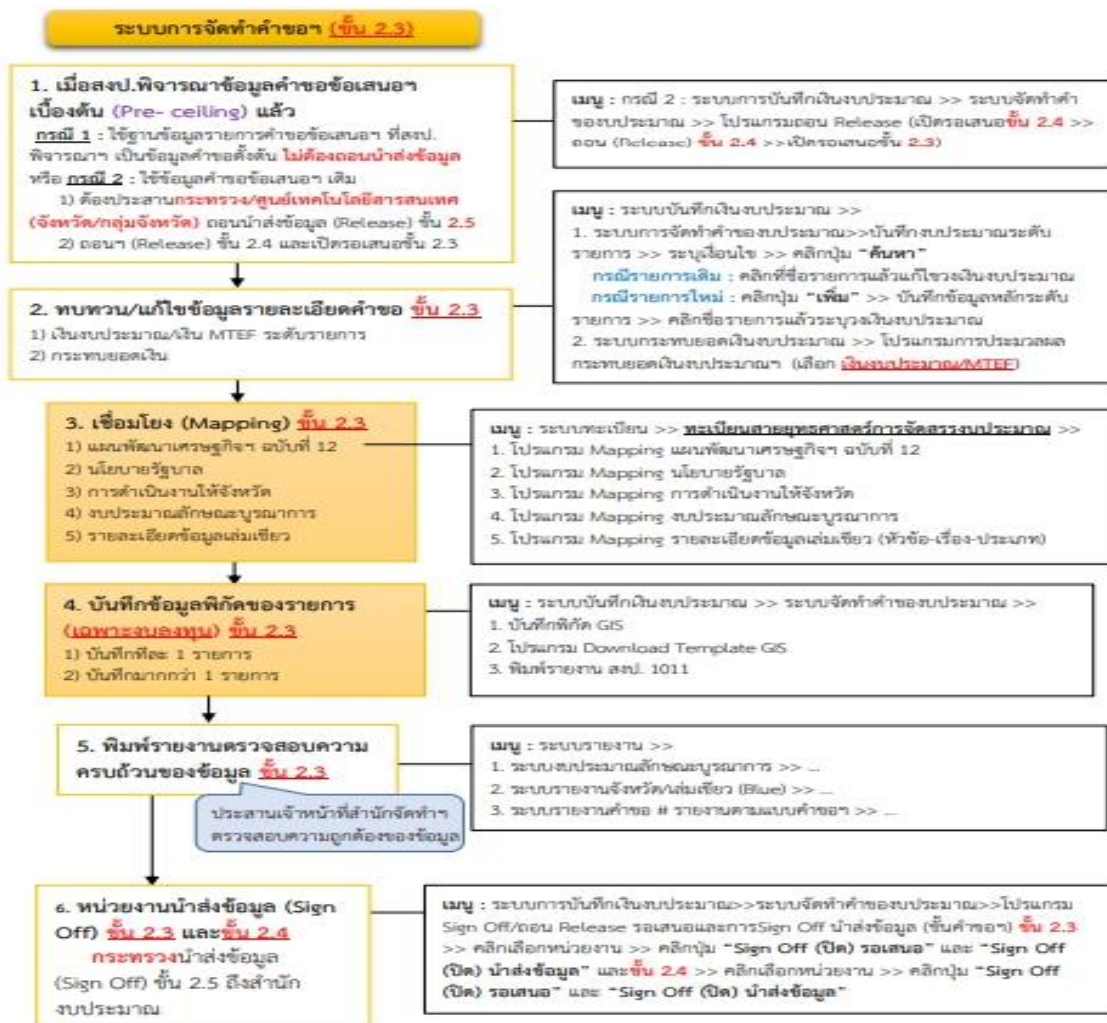 ระบบการจัดทำคำขอฯ (ขั้น 2.3)
1. เมื่อสงป.พิจารณาข้อมูลคำขอข้อเสนอฯ
เบื้องต้น (Pre- ceiling) แล้ว
กรณี 1 : ใช้ฐานข้อมูลรายการคำขอข้อเสนอฯ ที่สงป.
พิจารณาฯ เป็นข้อมูลคำขอตั้งต้น ไม่ต้องถอนนำส่งข้อมูล
หรือ กรณี 2 : ใช้ข้อมูลคำขอข้อเสนอฯ เดิม
1) ต้องประสานกระทรวง/ศูนย์เทคโนโลยีสารสนเทศ
(จังหวัด/กลุ่มจังหวัด) ถอนนำส่งข้อมูล (Release) ขั้น 2.5
2) ถอนฯ (Release) ขั้น 2.4 และเปิดรอเสนอขั้น 2.3
เมนู : กรณี 2 : ระบบการบันทึกเงินงบประมาณ >> ระบบจัดทำคำ
ของบประมาณ >> โปรแกรมถอน Release (เปิดรอเสนอขั้น 2.4 >>
ถอน (Release) ขั้น 2.4 >>เปิดรอเสนอขั้น 2.3)
2. ทบทวน/แก้ไขข้อมูลรายละเอียดคำขอ ขั้น 2.3
1) เงินงบประมาณ/เงิน MTEF ระดับรายการ
2) กระทบยอดเงิน
เมนู : ระบบบันทึกเงินงบประมาณ >>
1. ระบบการจัดทำคำของบประมาณ>>บันทึกงบประมาณระดับ
รายการ >> ระบุเงื่อนไข >> คลิกปุ่ม “ค้นหา”
กรณีรายการเดิม : คลิกที่ชื่อรายการแล้วแก้ไขวงเงินงบประมาณ
กรณีรายการใหม่ : คลิกปุ่ม “เพิ่ม” >> บันทึกข้อมูลหลักระดับ
รายการ >> คลิกชื่อรายการแล้วระบุวงเงินงบประมาณ
2. ระบบกระทบยอดเงินงบประมาณ >> โปรแกรมการประมวลผล
กระทบยอดเงินงบประมาณฯ (เลือก เงินงบประมาณ/MTEF)
3. เชื่อมโยง (Mapping) ขั้น 2.3
1) แผนพัฒนาเศรษฐกิจฯ ฉบับที่ 12
2) นโยบายรัฐบาล
3) การดำเนินงานให้จังหวัด
4) งบประมาณลักษณะบูรณาการ
5) รายละเอียดข้อมูลเล่มเขียว
เมนู : ระบบทะเบียน >> ทะเบียนสายยุทธศาสตร์การจัดสรรงบประมาณ >>
1. โปรแกรม Mapping แผนพัฒนาเศรษฐกิจฯ ฉบับที่ 12
2. โปรแกรม Mapping นโยบายรัฐบาล
3. โปรแกรม Mapping การดำเนินงานให้จังหวัด
4. โปรแกรม Mapping งบประมาณลักษณะบูรณาการ
5. โปรแกรม Mapping รายละเอียดข้อมูลเล่มเขียว (หัวข้อ-เรื่อง-ประเภท)
4. บันทึกข้อมูลพิกัดของรายการ
(เฉพาะงบลงทุน) ขั้น 2.3
1) บันทึกทีละ 1 รายการ
2) บันทึกมากกว่า 1 รายการ
เมนู : ระบบบันทึกเงินงบประมาณ >> ระบบจัดทำคำของบประมาณ >>
1. บันทึกพิกัด GIS
2. โปรแกรม Download Template GIS
3. พิมพ์รายงาน สงป. 1011
5. พิมพ์รายงานตรวจสอบความ
ครบถ้วนของข้อมูล ขั้น 2.3
ประสานเจ้าหน้าที่สำนักจัดทำฯ
ตรวจสอบความถูกต้องของข้อมูล
เมนู : ระบบรายงาน >>
1. ระบบงบประมาณลักษณะบูรณาการ >> ...
2. ระบบรายงานจังหวัด/เล่มเขียว (Blue) >> ...
3. ระบบรายงานคำขอ # รายงานตามแบบคำขอฯ >> ...
6. หน่วยงานนำส่งข้อมูล (Sign
Off) ขั้น 2.3 และขั้น 2.4
กระทรวงนำส่งข้อมูล
(Sign Off) ขั้น 2.5 ถึงสำนัก
งบประมาณ
เมนู : ระบบการบันทึกเงินงบประมาณ>>ระบบจัดทำคำของบประมาณ>>โปรแกรม
Sign Off/ถอน Release รอเสนอและการSign Off นำส่งข้อมูล (ขั้นคำขอฯ) ขั้น 2.3
>> คลิกเลือกหน่วยงาน >> คลิกปุ่ม “Sign Off (ปิด) รอเสนอ” และ “Sign Off
(ปิด) นำส่งข้อมูล” และขั้น 2.4 >> คลิกเลือกหน่วยงาน >> คลิกปุ่ม “Sign Off
(ปิด) รอเสนอ” และ “Sign Off (ปิด) นำส่งข้อมูล”